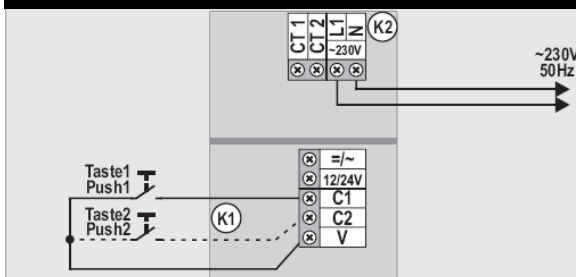 CT 1
CT 2
L1
N
K2
~230V
~230V
50Hz
=/~
12/24V
C1
C2
V
Taste1
Push1
Taste2
Push2
K1